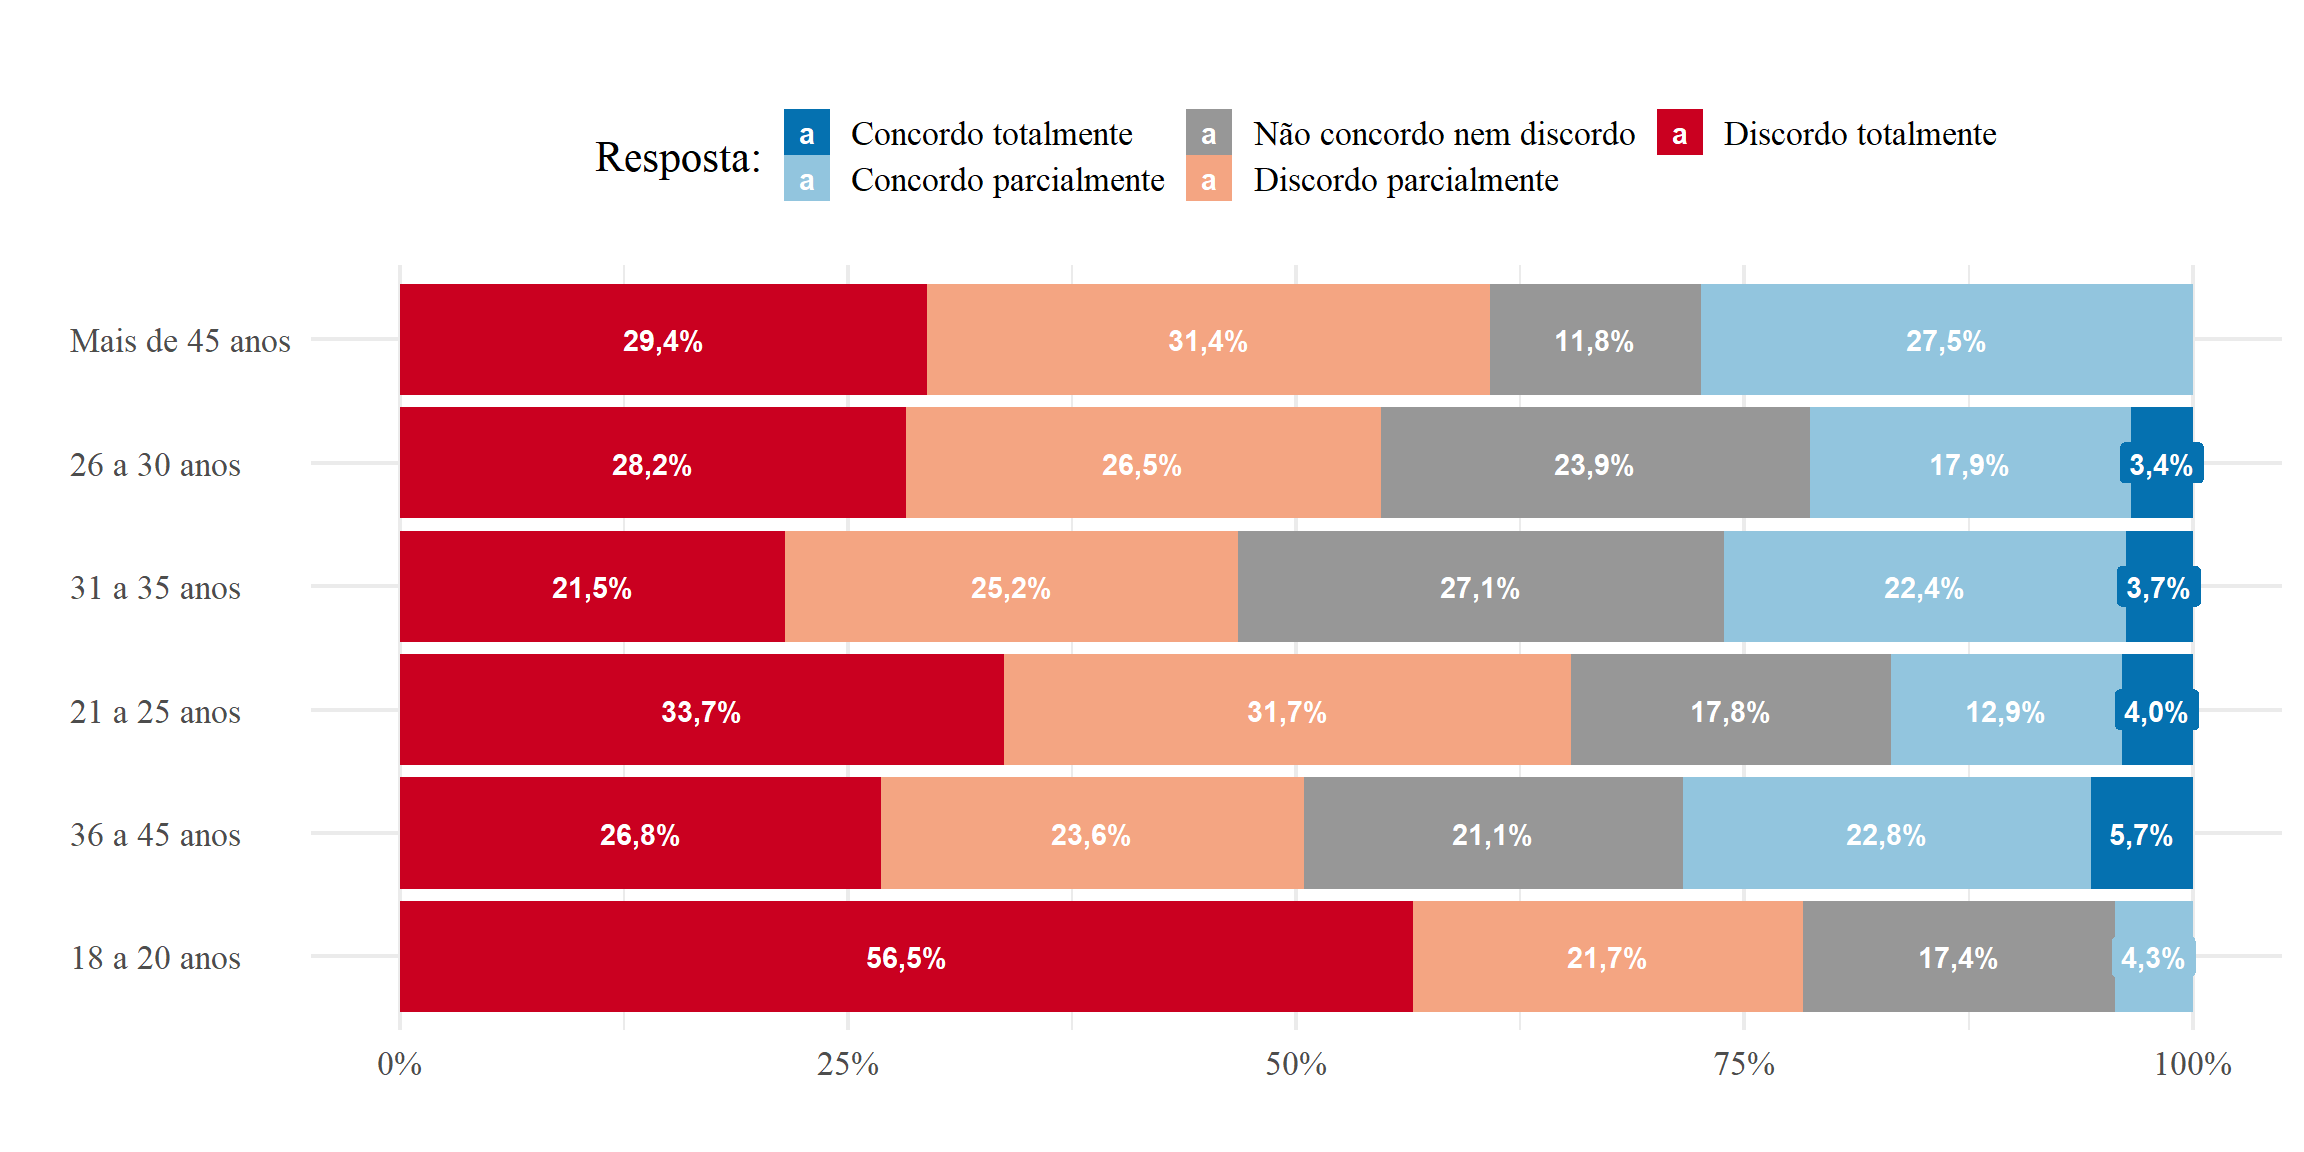 Resposta:
a Concordo totalmente
a Concordo parcialmente
a Não concordo nem discordo
a Discordo parcialmente
a Discordo totalmente
Mais de 45 anos 29,4% 31,4% 11,8% 27,5%
26 a 30 anos 28,2% 26,5% 23,9% 17,9% 3,4%
31 a 35 anos 21,5% 25,2% 27,1% 22,4% 3,7%
21 a 25 anos 33,7% 31,7% 17,8% 12,9% 4,0%
36 a 45 anos 26,8% 23,6% 21,1% 22,8% 5,7%
18 a 20 anos 56,5% 21,7% 17,4% 4,3%
0% 25% 50% 75% 100%